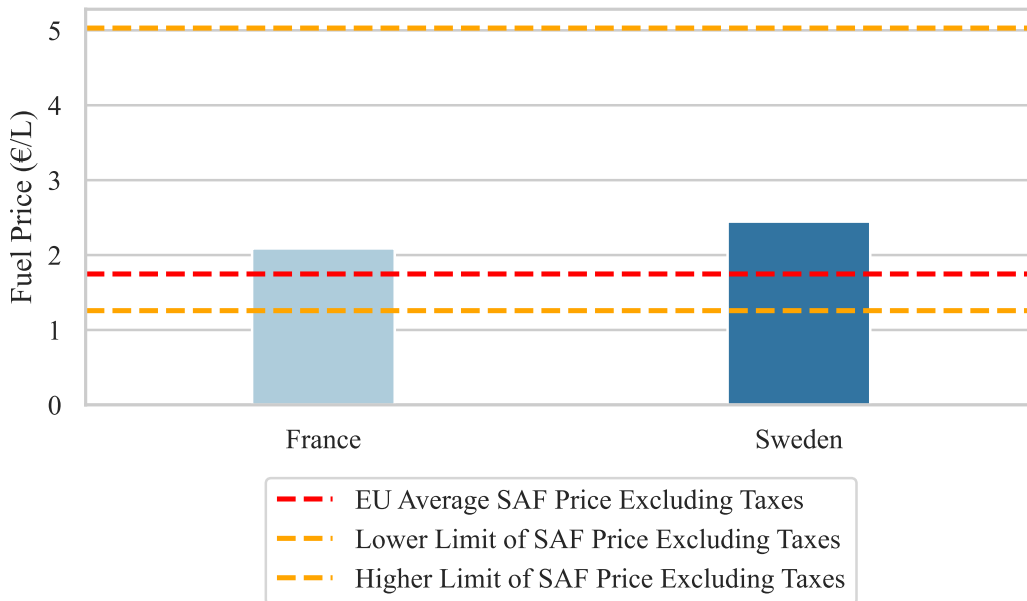 5
4
3
2
1
0
Fuel Price (€/L)
France
Sweden
EU Average SAF Price Excluding Taxes
Lower Limit of SAF Price Excluding Taxes
Higher Limit of SAF Price Excluding Taxes